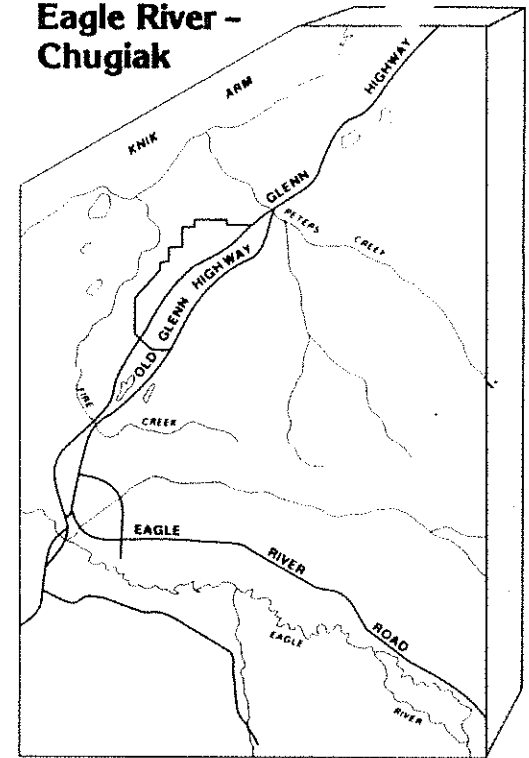 Eagle River –
Chugiak
KNIK ARM
GLENN HIGHWAY
PETERS CREEK
OLD GLENN HIGHWAY
FIRE CREEK
EAGLE RIVER ROAD
EAGLE RIVER